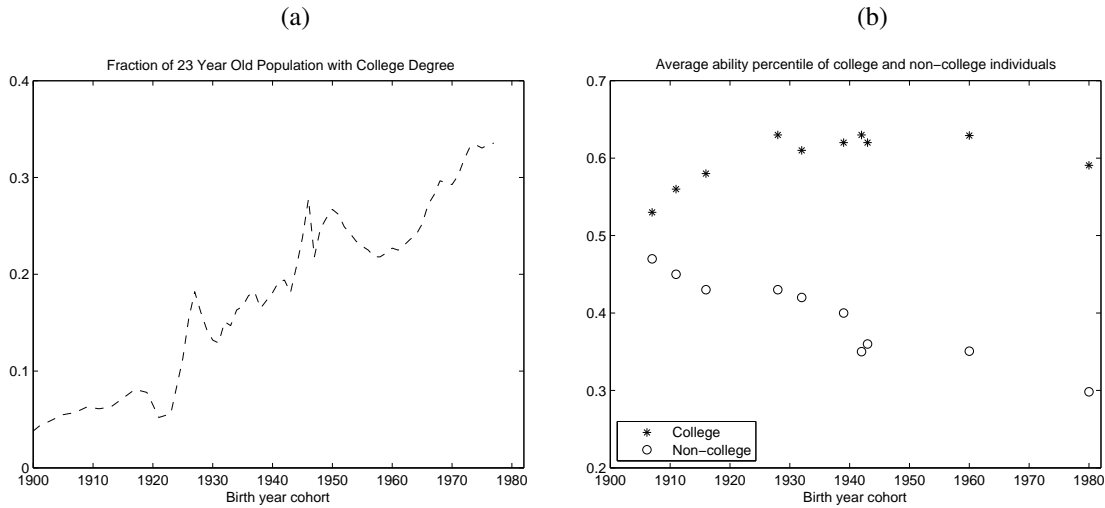 (a)
Fraction of 23 Year Old Population with College Degree
0.4
0.3
0.2
0.1
0
1900 1910 1920 1930 1940 1950 1960 1970 1980
Birth year cohort
(b)
Average ability percentile of college and non−college individuals
0.7
0.6
0.5
0.4
0.3
0.2
College
Non−college
1900 1910 1920 1930 1940 1950 1960 1970 1980
Birth year cohort